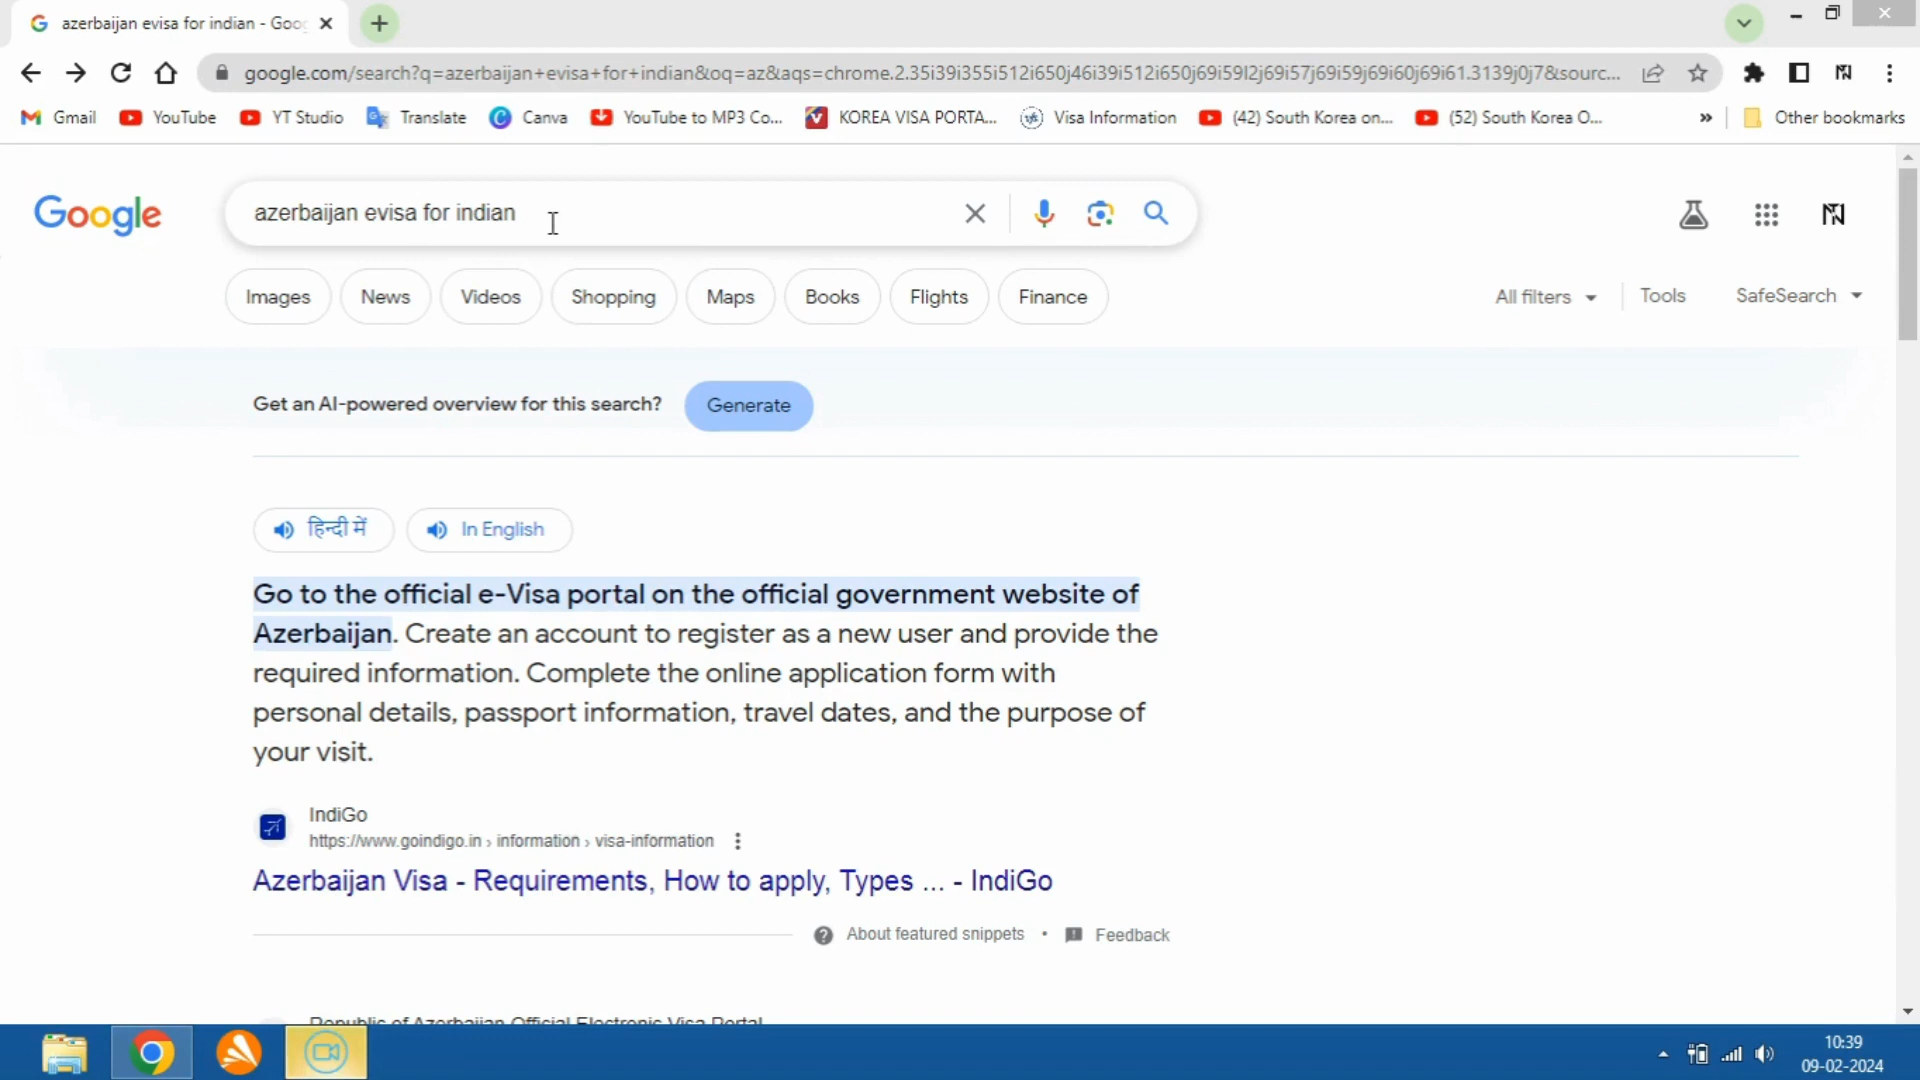 azerbaijan evisa for indian - Goo
google.com/search?q=azerbaijan+evisa+for+indian&oq=az&aqs=chrome.2.35i39i355i512i650j46i39i512i650j69i59l2j69i57j69i59j69i60j69i61.3139j0j7&sourc...
Gmail YouTube YT Studio Translate Canva YouTube to MP3 Co... KOREA VISA PORTA... Visa Information (42) South Korea on... (52) South Korea O... » Other bookmarks
Google azerbaijan evisa for indian
Images News Videos Shopping Maps Books Flights Finance All filters Tools SafeSearch
Get an AI-powered overview for this search? Generate
हिन्दी में In English
Go to the official e-Visa portal on the official government website of
Azerbaijan. Create an account to register as a new user and provide the
required information. Complete the online application form with
personal details, passport information, travel dates, and the purpose of
your visit.
IndiGo
https://www.goindigo.in › information › visa-information
Azerbaijan Visa - Requirements, How to apply, Types ... - IndiGo
About featured snippets • Feedback
Republic of Azerbaijan Official Electronic Visa Portal
10:39
09-02-2024